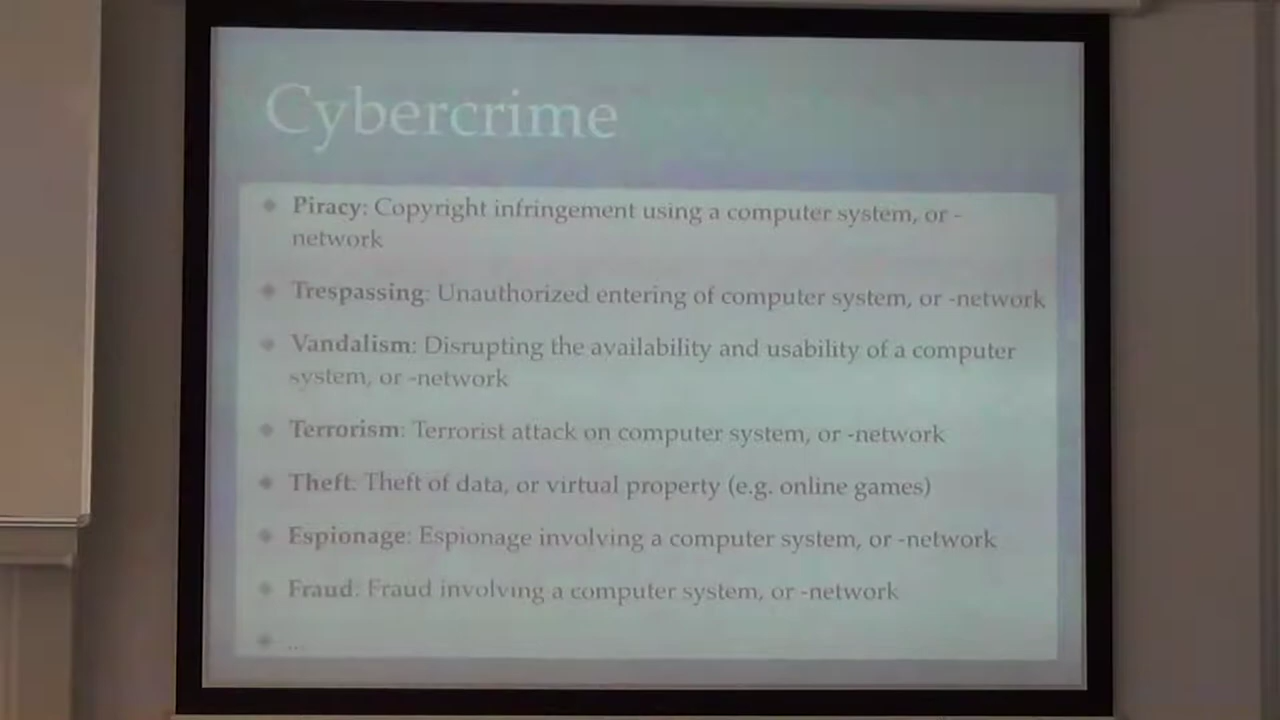 Cybercrime
Piracy: Copyright infringement using a computer system, or -
network
Trespassing: Unauthorized entering of computer system, or -network
Vandalism: Disrupting the availability and usability of a computer
system, or -network
Terrorism: Terrorist attack on computer system, or -network
Theft: Theft of data, or virtual property (e.g. online games)
Espionage: Espionage involving a computer system, or -network
Fraud: Fraud involving a computer system, or -network
...